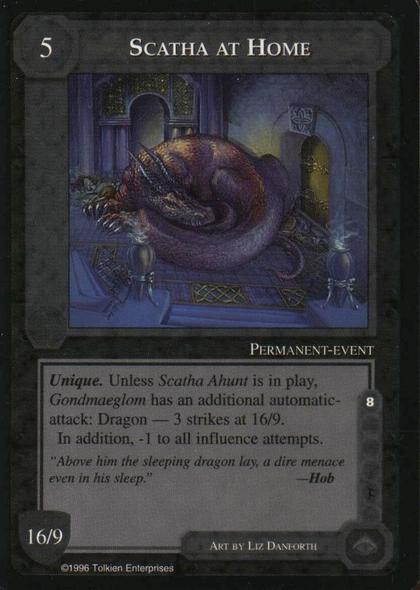 5
SCATHA AT HOME
PERMANENT-EVENT
Unique. Unless Scatha Ahunt is in play,
Gondmaeglom has an additional automatic-
attack: Dragon — 3 strikes at 16/9.
In addition, -1 to all influence attempts.
8
“Above him the sleeping dragon lay, a dire menace
even in his sleep.” —Hob
16/9
ART BY LIZ DANFORTH
©1996 Tolkien Enterprises